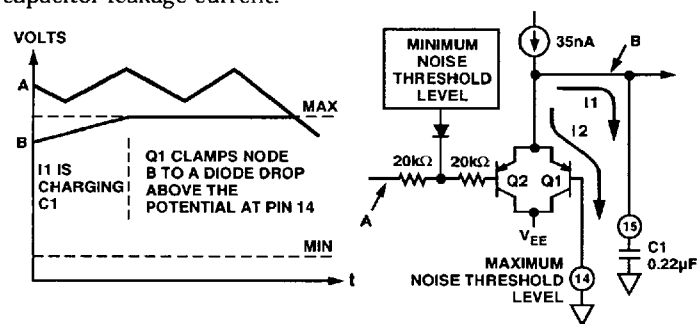 capacitor leakage current.
VOLTS
A
B
MAX
I1 IS
CHARGING
C1
Q1 CLAMPS NODE
B TO A DIODE DROP
ABOVE THE
POTENTIAL AT PIN 14
MIN
t
MINIMUM
NOISE
THRESHOLD
LEVEL
35nA
B
I1
I2
20kΩ
20kΩ
Q2
Q1
A
VEE
MAXIMUM
NOISE THRESHOLD
LEVEL
14
15
C1
0.22µF